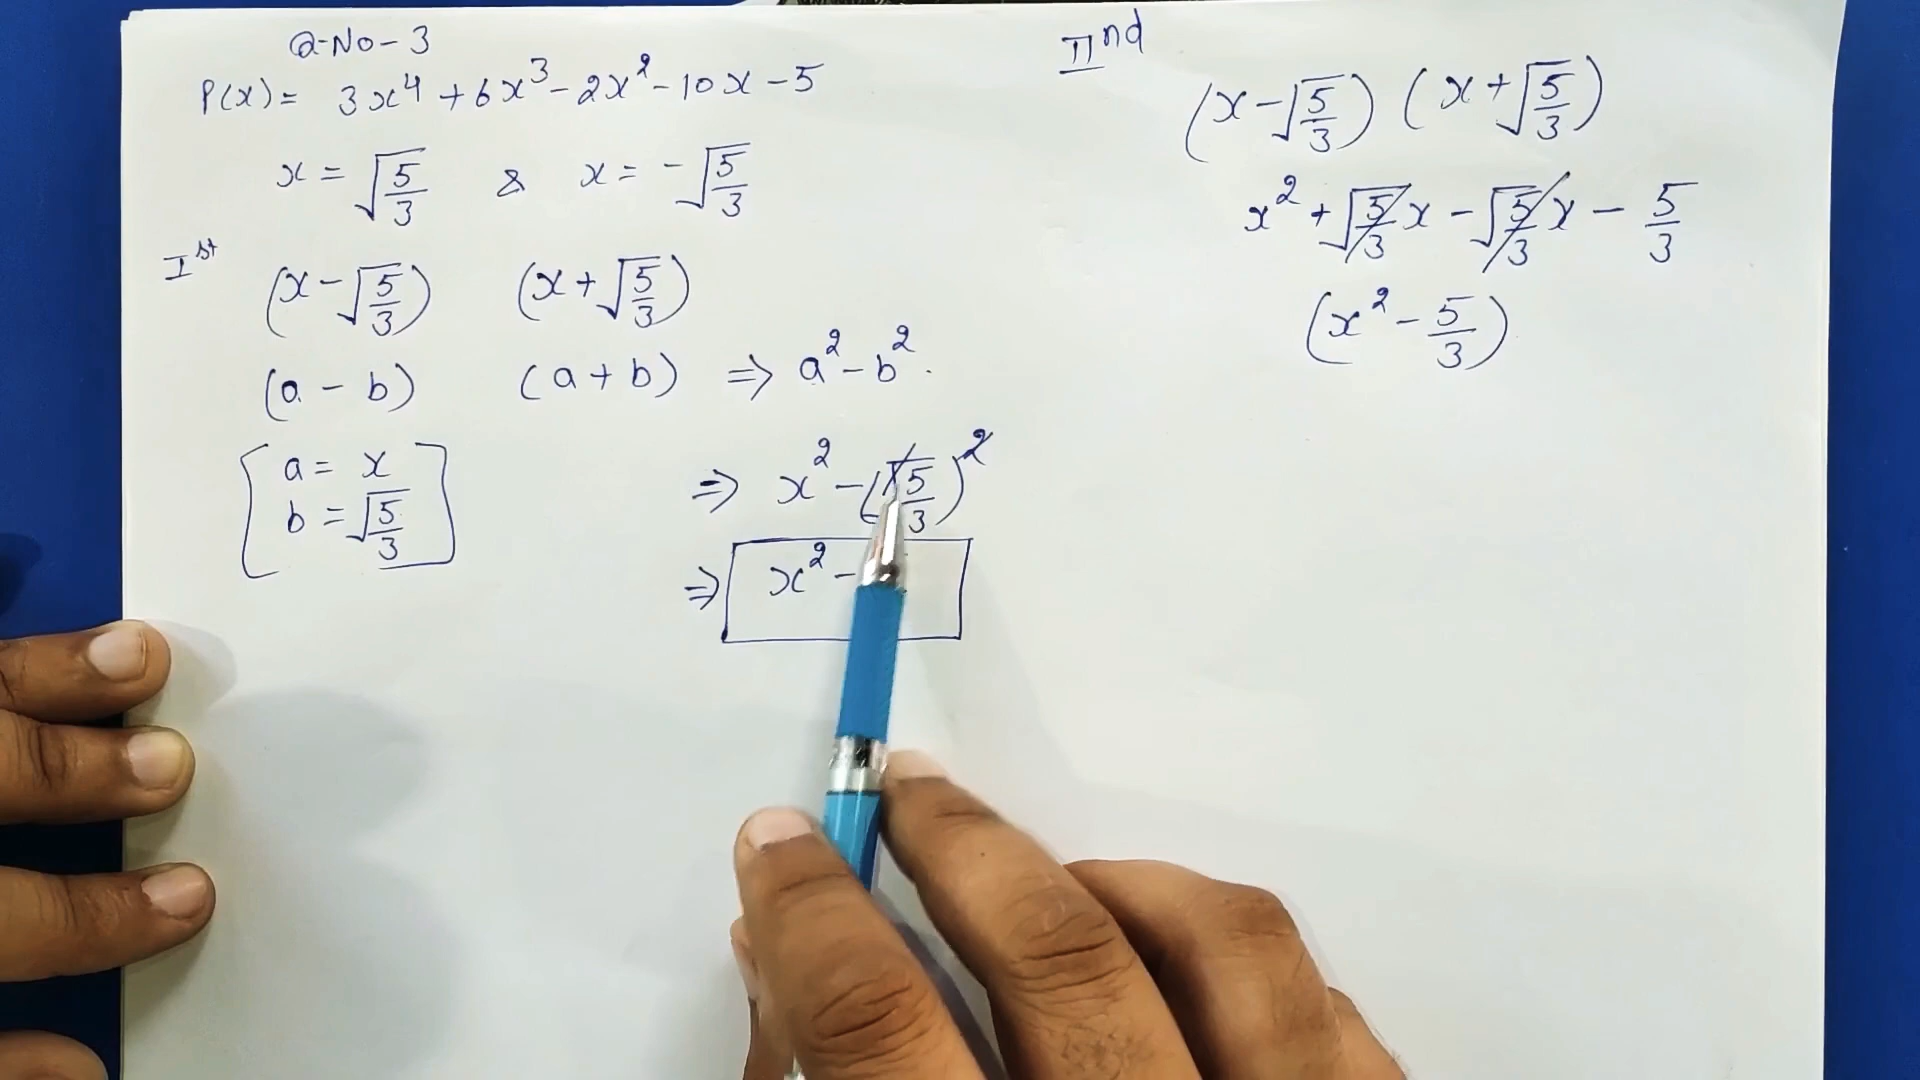 Q-No-3
P(x) = 3x⁴ + 6x³ - 2x² - 10x - 5
x = √5/3 & x = -√5/3
Ist
(x - √5/3) (x + √5/3)
(a - b) (a + b) ⇒ a² - b².
[a = x
b = √5/3]
⇒ x² - (√5/3)²
⇒ x² -
IInd
(x - √5/3) (x + √5/3)
x² + √5/3 x - √5/3 x - 5/3
(x² - 5/3)